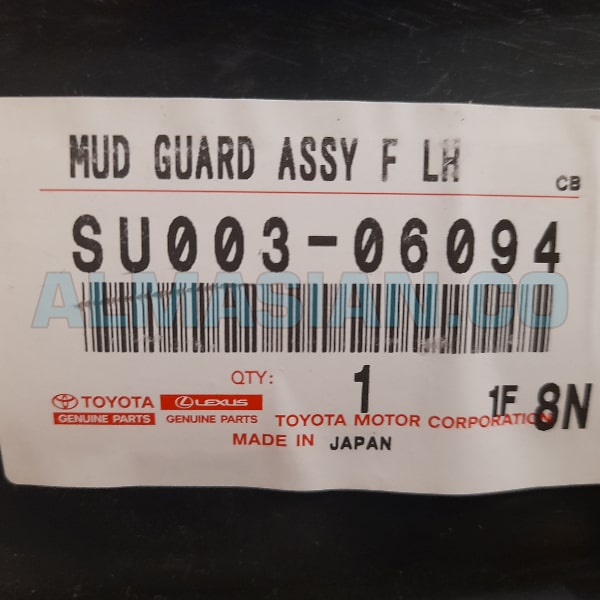 MUD GUARD ASSY F LH
CB
SU003-06094
ALMASIAN.CO
QTY: 1
1F 8N
TOYOTA LEXUS
GENUINE PARTS GENUINE PARTS TOYOTA MOTOR CORPORATION
MADE IN JAPAN